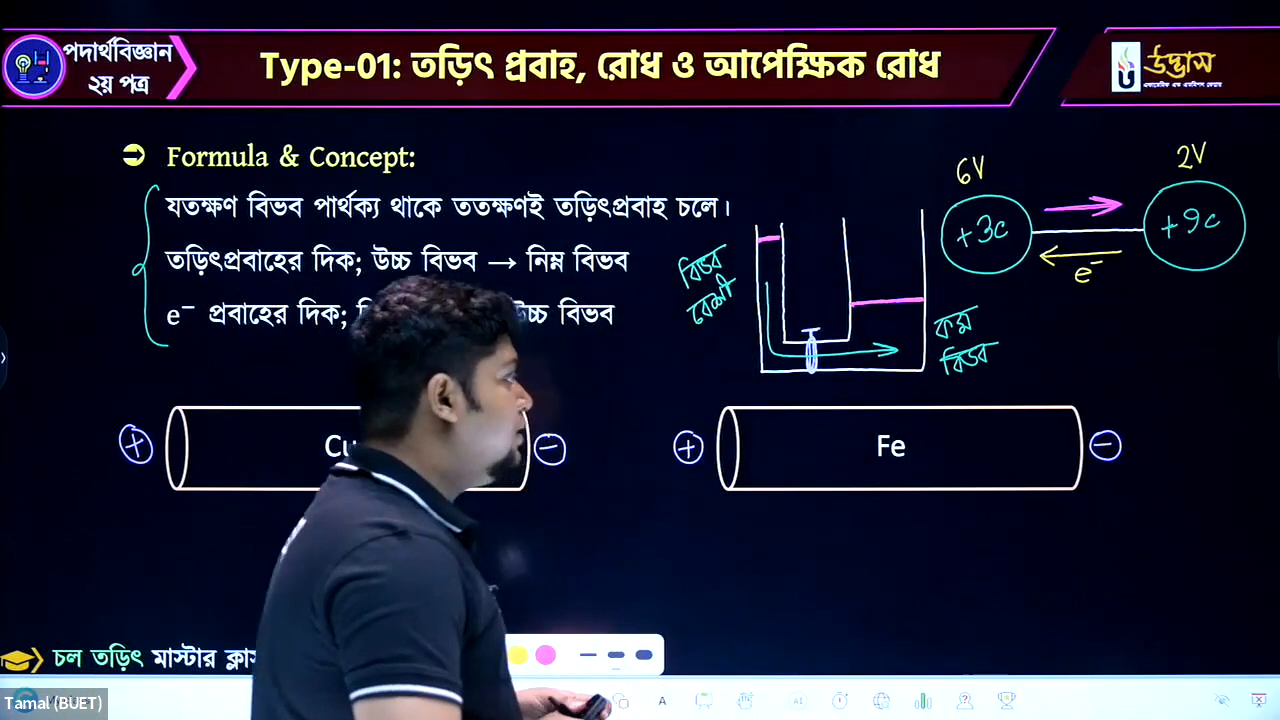 পদার্থবিজ্ঞান
২য় পত্র
Type-01: তড়িৎ প্রবাহ, রোধ ও আপেক্ষিক রোধ
উদ্ভাস
Formula & Concept:
যতক্ষণ বিভব পার্থক্য থাকে ততক্ষণই তড়িৎপ্রবাহ চলে।
তড়িৎপ্রবাহের দিক; উচ্চ বিভব → নিম্ন বিভব
e⁻ প্রবাহের দিক; উচ্চ বিভব
6V
2V
+3c
+9c
e⁻
বিভব
বেশী
কম
বিভব
+
Cu
−
+
Fe
−
চল তড়িৎ মাস্টার
Tamal (BUET)
A
AI